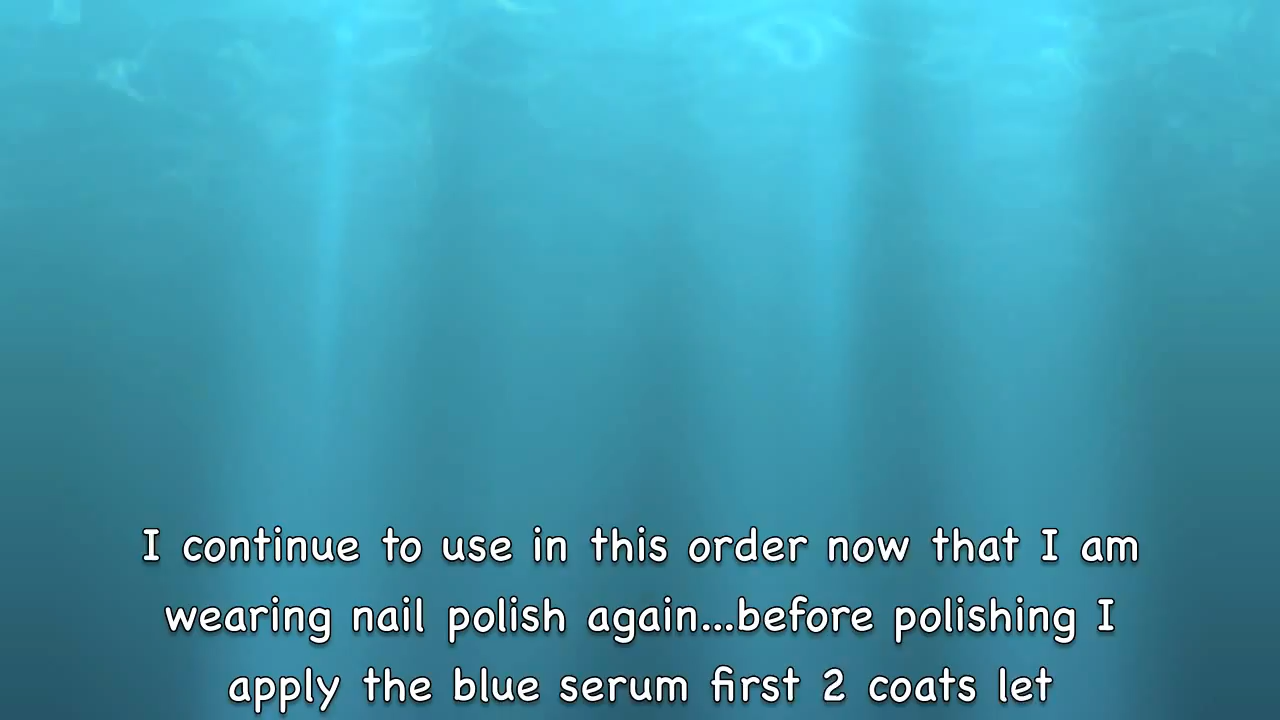 I continue to use in this order now that I am
wearing nail polish again...before polishing I
apply the blue serum first 2 coats let